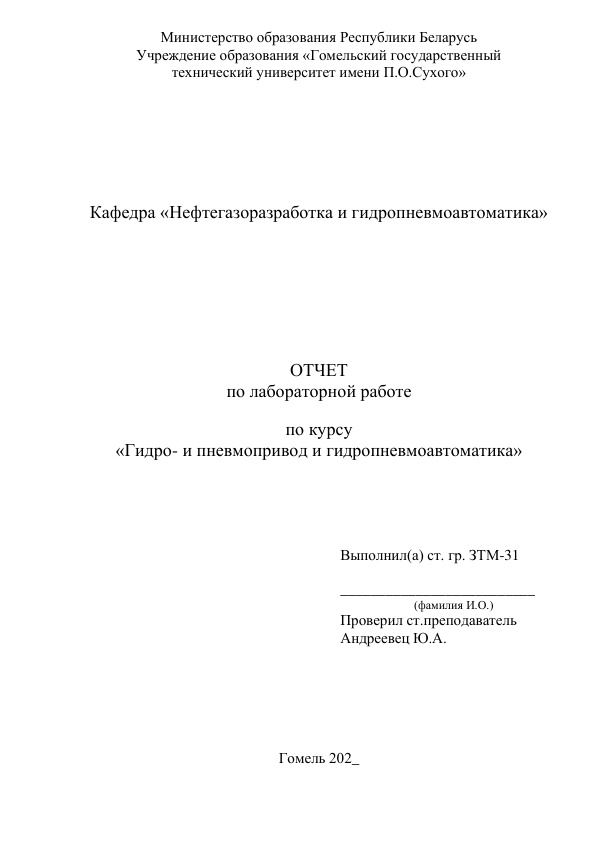 Министерство образования Республики Беларусь
Учреждение образования «Гомельский государственный
технический университет имени П.О.Сухого»
Кафедра «Нефтегазоразработка и гидропневмоавтоматика»
ОТЧЕТ
по лабораторной работе
по курсу
«Гидро- и пневмопривод и гидропневмоавтоматика»
Выполнил(а) ст. гр. ЗТМ-31
__________________________
(фамилия И.О.)
Проверил ст.преподаватель
Андреевец Ю.А.
Гомель 202_